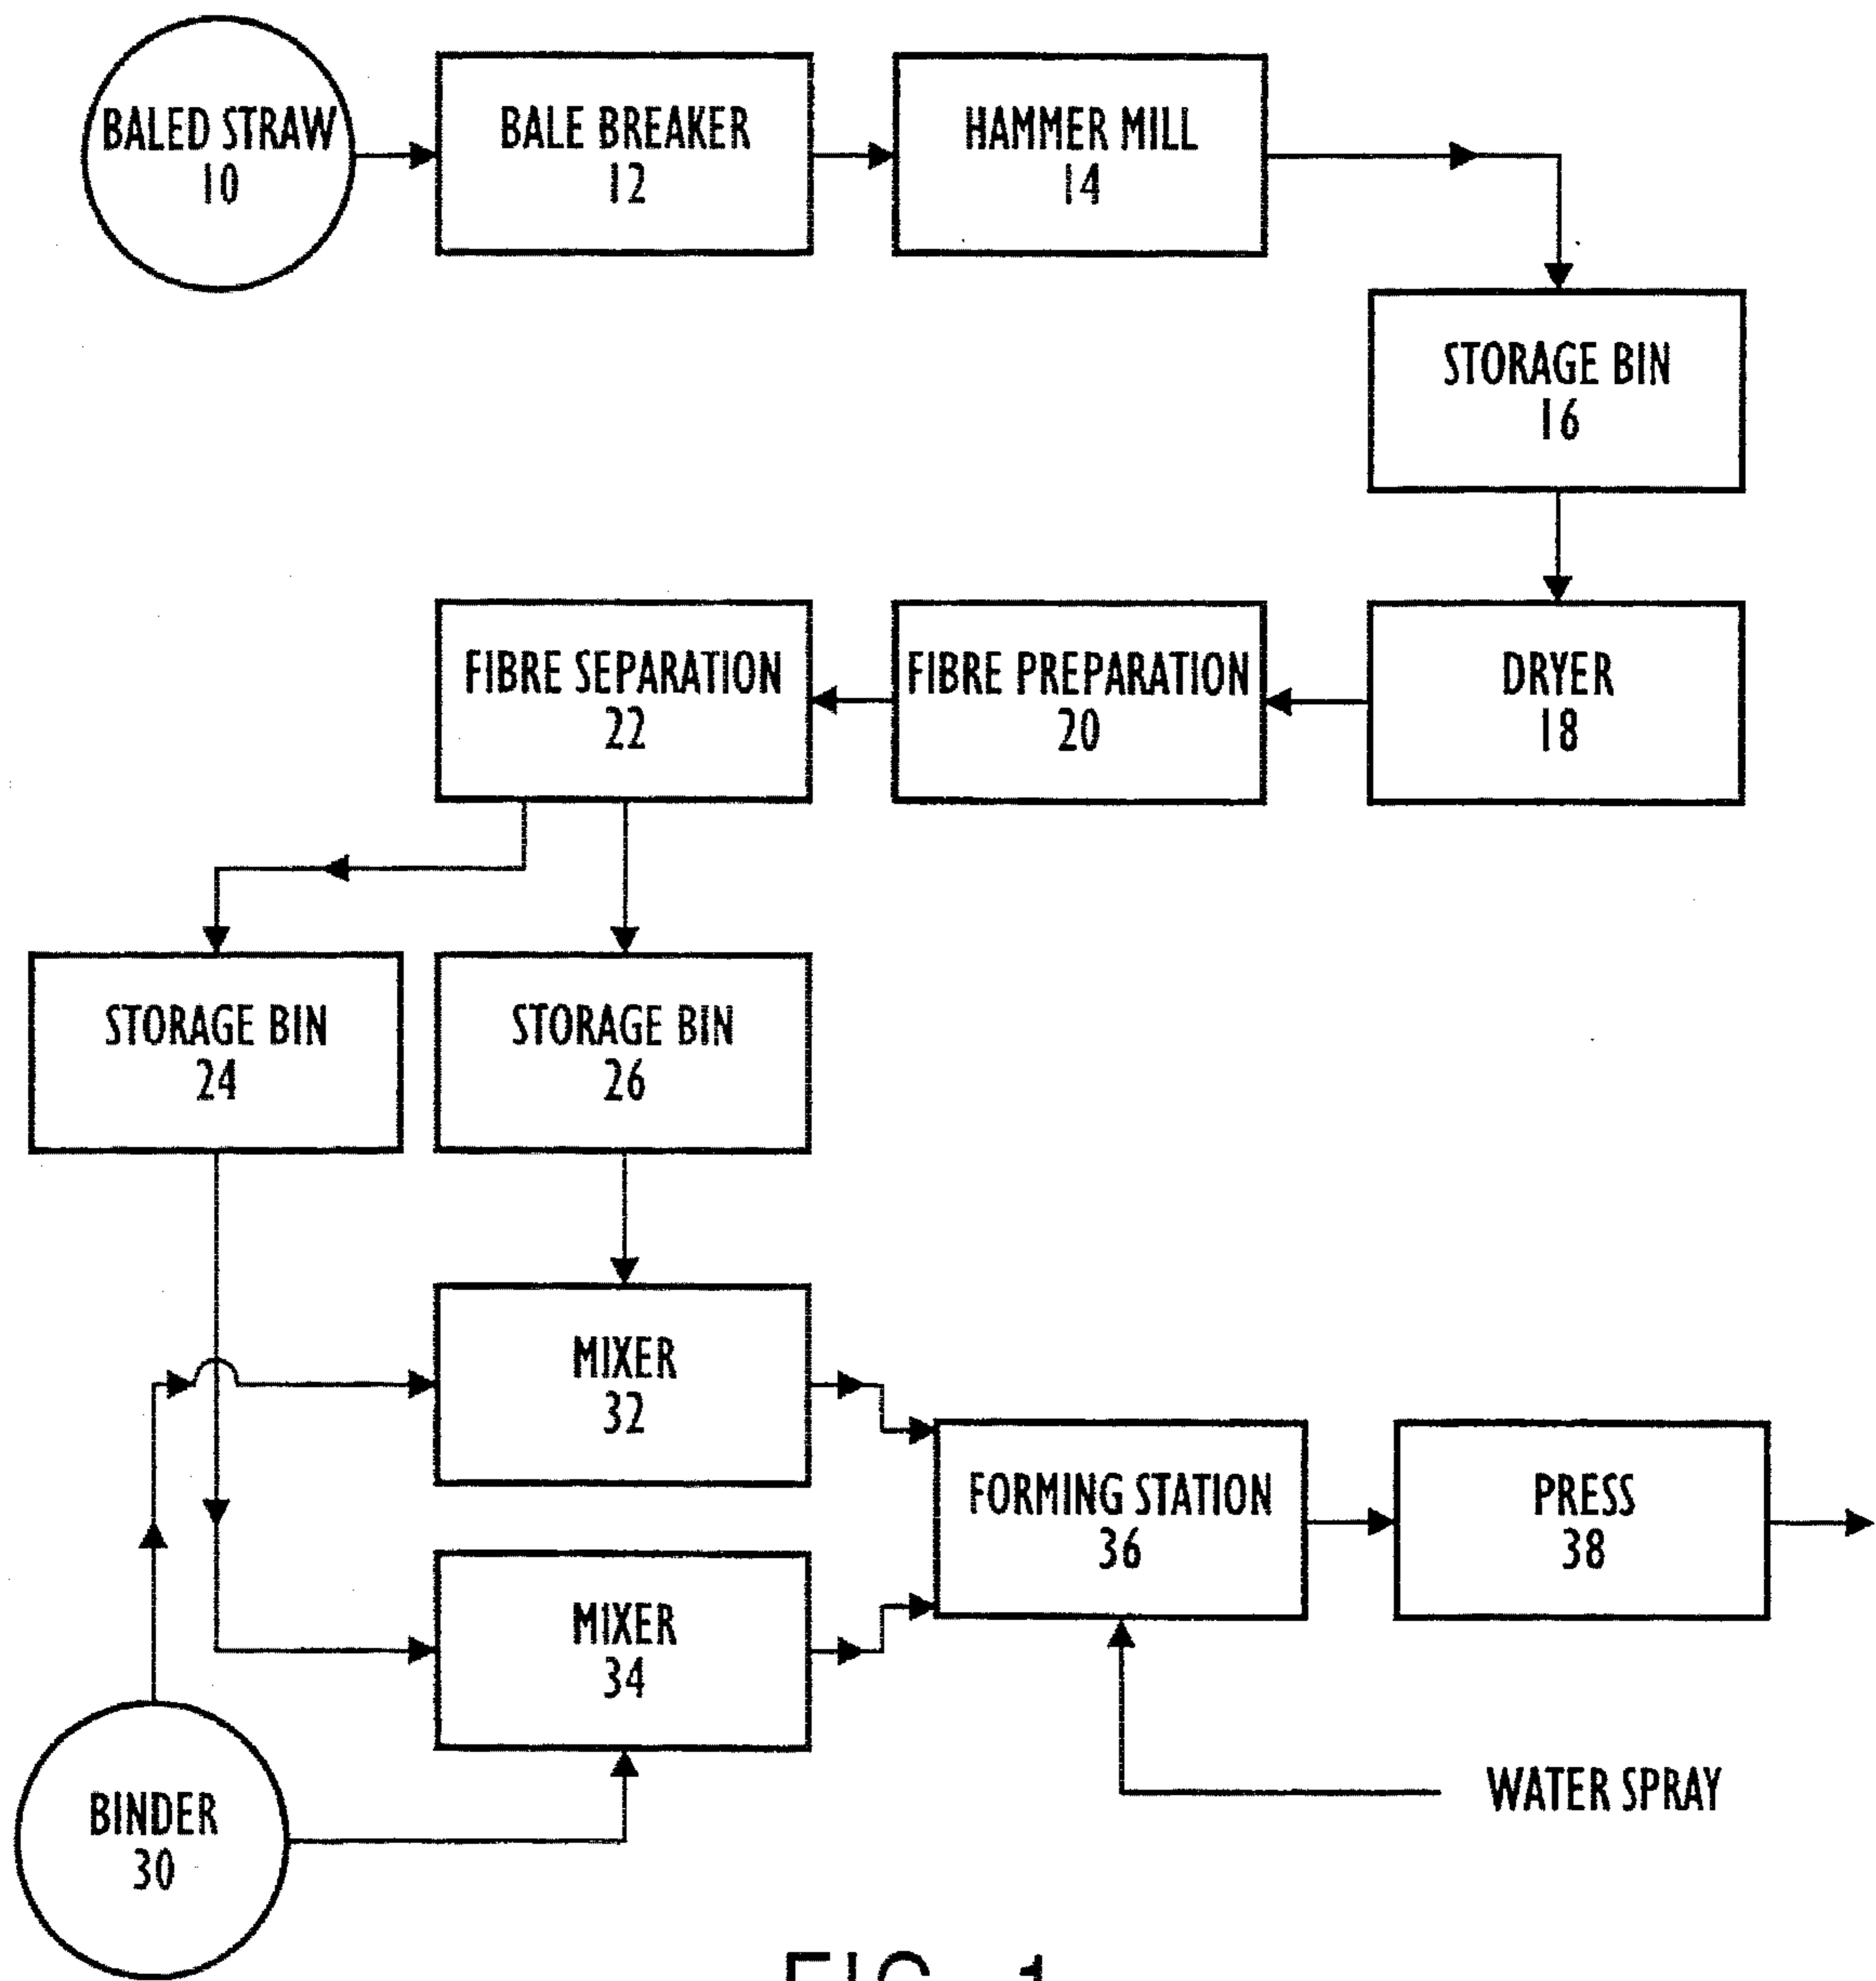 BALED STRAW
10
BALE BREAKER
12
HAMMER MILL
14
STORAGE BIN
16
FIBRE SEPARATION
22
FIBRE PREPARATION
20
DRYER
18
STORAGE BIN
24
STORAGE BIN
26
MIXER
32
FORMING STATION
36
PRESS
38
MIXER
34
WATER SPRAY
BINDER
30
FIG. 1